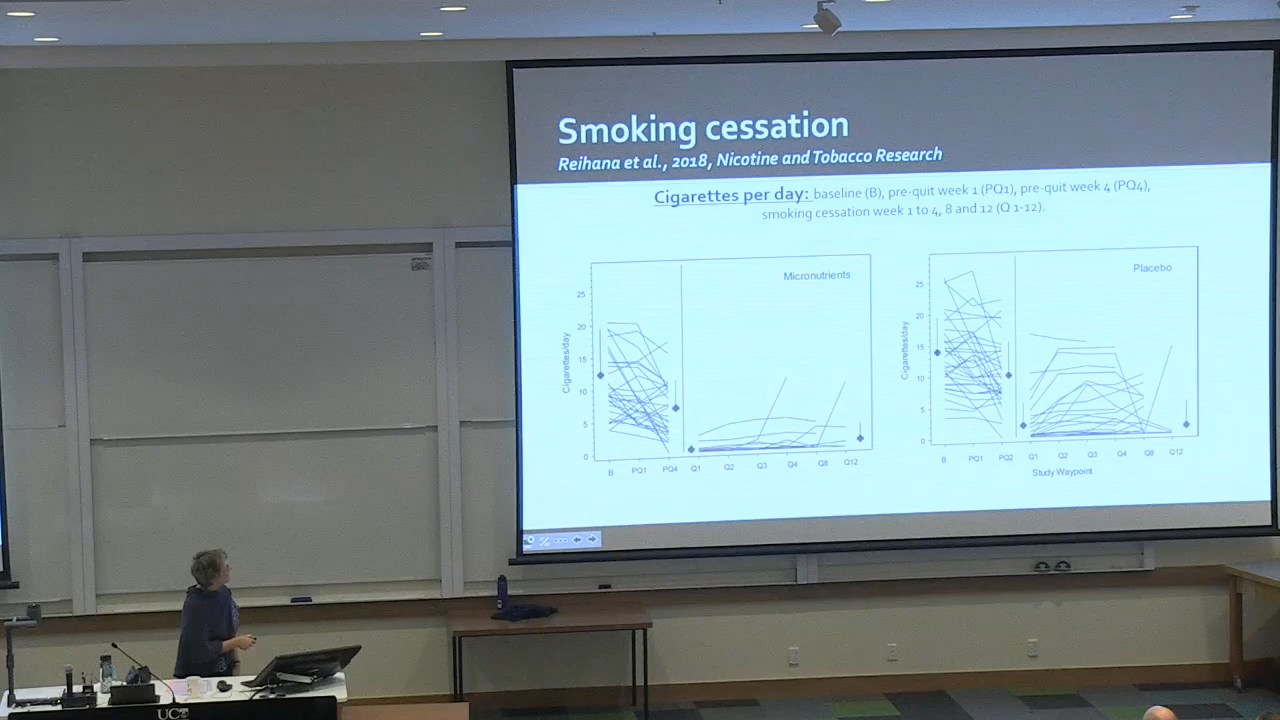 Smoking cessation
Reihana et al., 2018, Nicotine and Tobacco Research
Cigarettes per day: baseline (B), pre-quit week 1 (PQ1), pre-quit week 4 (PQ4),
smoking cessation week 1 to 4, 8 and 12 (Q 1-12).
Micronutrients
Cigarettes/day
25
20
15
10
5
0
B PQ1 PQ4 Q1 Q2 Q3 Q4 Q8 Q12
Placebo
Cigarettes/day
25
20
15
10
5
0
B PQ1 PQ2 Q1 Q2 Q3 Q4 Q8 Q12
Study Waypoint
UC